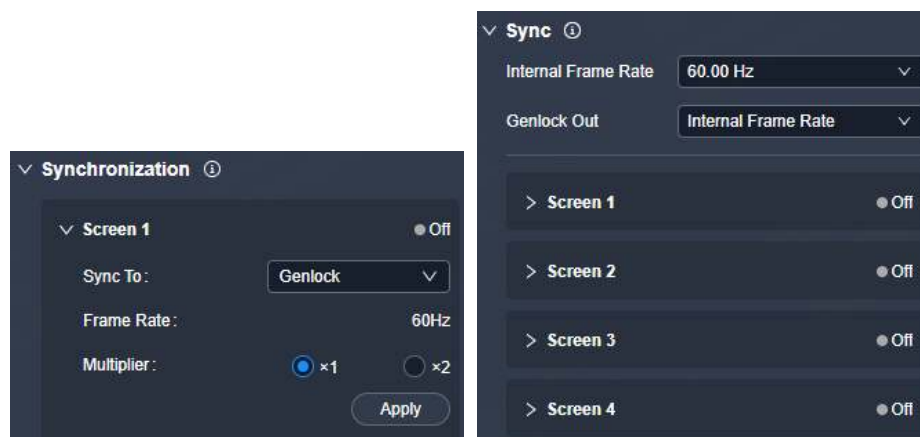 Synchronization
Screen 1 Off
Sync To : Genlock
Frame Rate : 60Hz
Multiplier : ×1 ×2
Apply
Sync
Internal Frame Rate 60.00 Hz
Genlock Out Internal Frame Rate
Screen 1 Off
Screen 2 Off
Screen 3 Off
Screen 4 Off